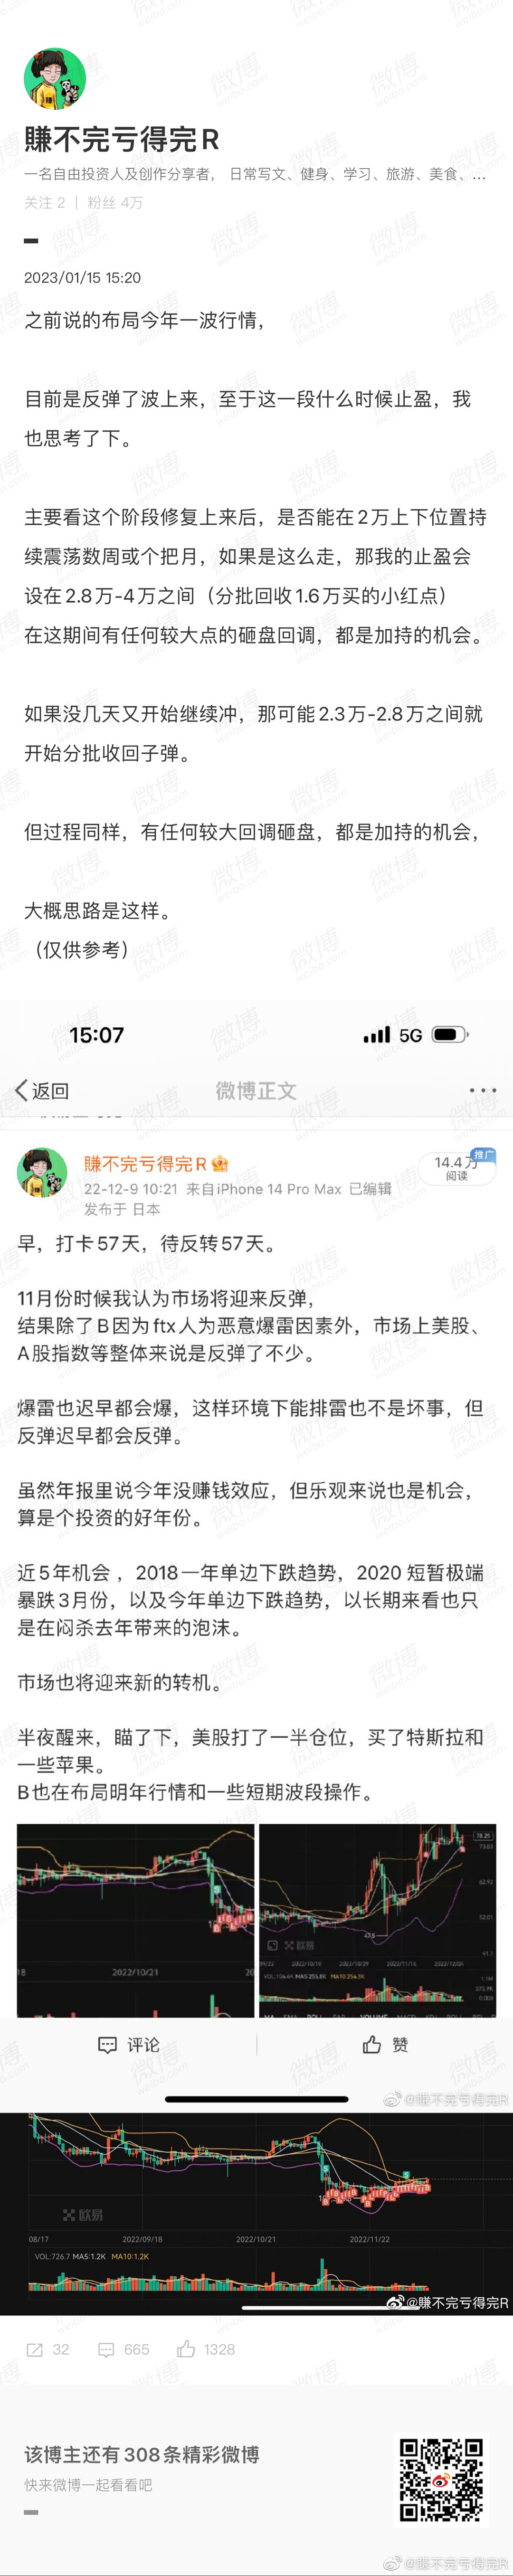 賺不完亏得完R
一名自由投资人及创作分享者， 日常写文、健身、学习、旅游、美食、...
关注 2 | 粉丝 4万
2023/01/15 15:20
之前说的布局今年一波行情，
目前是反弹了波上来，至于这一段什么时候止盈，我
也思考了下。
主要看这个阶段修复上来后，是否能在2万上下位置持
续震荡数周或个把月，如果是这么走，那我的止盈会
设在2.8万-4万之间（分批回收1.6万买的小红点）
在这期间有任何较大点的砸盘回调，都是加持的机会。
如果没几天又开始继续冲，那可能2.3万-2.8万之间就
开始分批收回子弹。
但过程同样，有任何较大回调砸盘，都是加持的机会，
大概思路是这样。
（仅供参考）
15:07
5G
返回
微博正文
賺不完亏得完R
14.4万
推广
阅读
22-12-9 10:21 来自iPhone 14 Pro Max 已编辑
发布于 日本
早，打卡57天，待反转57天。
11月份时候我认为市场将迎来反弹，
结果除了B因为ftx人为恶意爆雷因素外，市场上美股、
A股指数等整体来说是反弹了不少。
爆雷也迟早都会爆，这样环境下能排雷也不是坏事，但
反弹迟早都会反弹。
虽然年报里说今年没赚钱效应，但乐观来说也是机会，
算是个投资的好年份。
近5年机会 ，2018一年单边下跌趋势，2020 短暂极端
暴跌3月份，以及今年单边下跌趋势，以长期来看也只
是在闷杀去年带来的泡沫。
市场也将迎来新的转机。
半夜醒来，瞄了下，美股打了一半仓位，买了特斯拉和
一些苹果。
B也在布局明年行情和一些短期波段操作。
78.25
73.81
62.93
52.01
41.1
欧易
18
2022/10/21
20
2022/10/29
2022/11/16
评论
赞
@賺不完亏得完R
欧易
08/17
2022/09/18
2022/10/21
2022/11/22
VOL:726.7 MA5:1.2K MA10:1.2K
@賺不完亏得完R
32
665
1328
该博主还有308条精彩微博
快来微博一起看看吧
@賺不完亏得完R